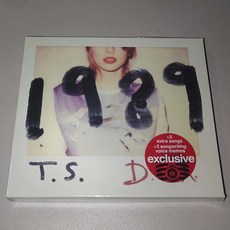 1989
T.S.
D.L.X.
+3
extra songs
+3 songwriting
voice memos
exclusive